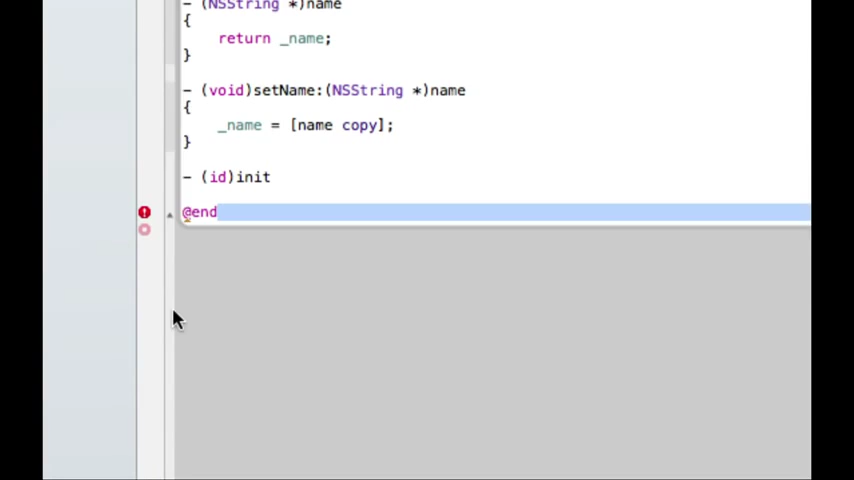 - (NSString *)name
{
return _name;
}
- (void)setName:(NSString *)name
{
_name = [name copy];
}
- (id)init
@end